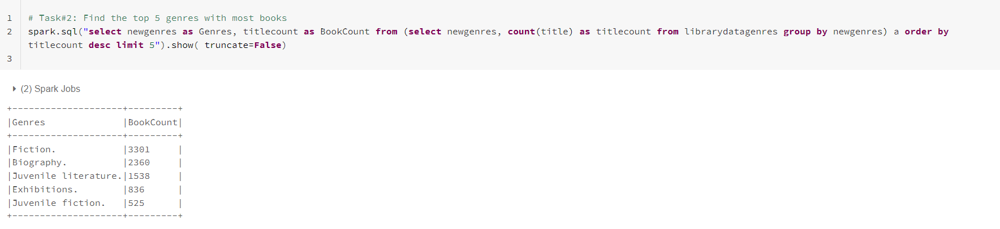 1 # Task#2: Find the top 5 genres with most books
2 spark.sql("select newgenres as Genres, titlecount as BookCount from (select newgenres, count(title) as titlecount from librarydatagenres group by newgenres) a order by
titlecount desc limit 5").show( truncate=False)
3
(2) Spark Jobs
+--------------------+---------+
|Genres              |BookCount|
+--------------------+---------+
|Fiction.            |3301     |
|Biography.          |2360     |
|Juvenile literature.|1538     |
|Exhibitions.        |836      |
|Juvenile fiction.   |525      |
+--------------------+---------+